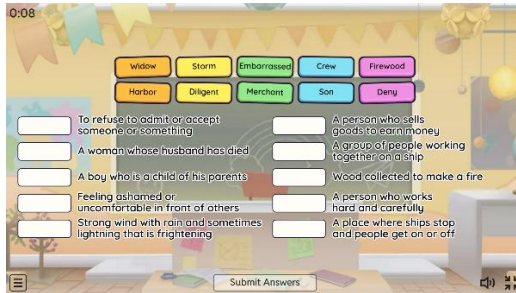 0:08
Widow Storm Embarrassed Crew Firewood
Harbor Diligent Merchant Son Deny
To refuse to admit or accept
someone or something
A woman whose husband has died
A boy who is a child of his parents
Feeling ashamed or
uncomfortable in front of others
Strong wind with rain and sometimes
lightning that is frightening
A person who sells
goods to earn money
A group of people working
together on a ship
Wood collected to make a fire
A person who works
hard and carefully
A place where ships stop
and people get on or off
Submit Answers